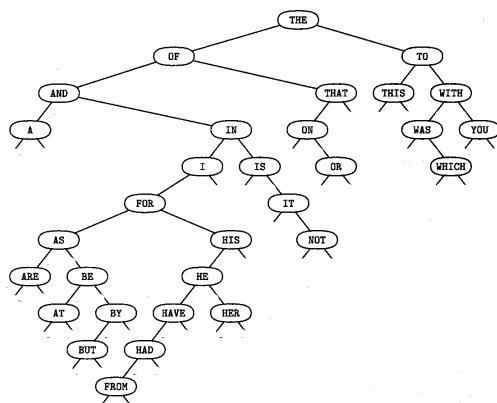 THE
OF TO
AND THAT THIS WITH
A IN ON WAS YOU
I IS OR WHICH
FOR IT
AS HIS NOT
ARE BE HE
AT BY HAVE HER
BUT HAD
FROM